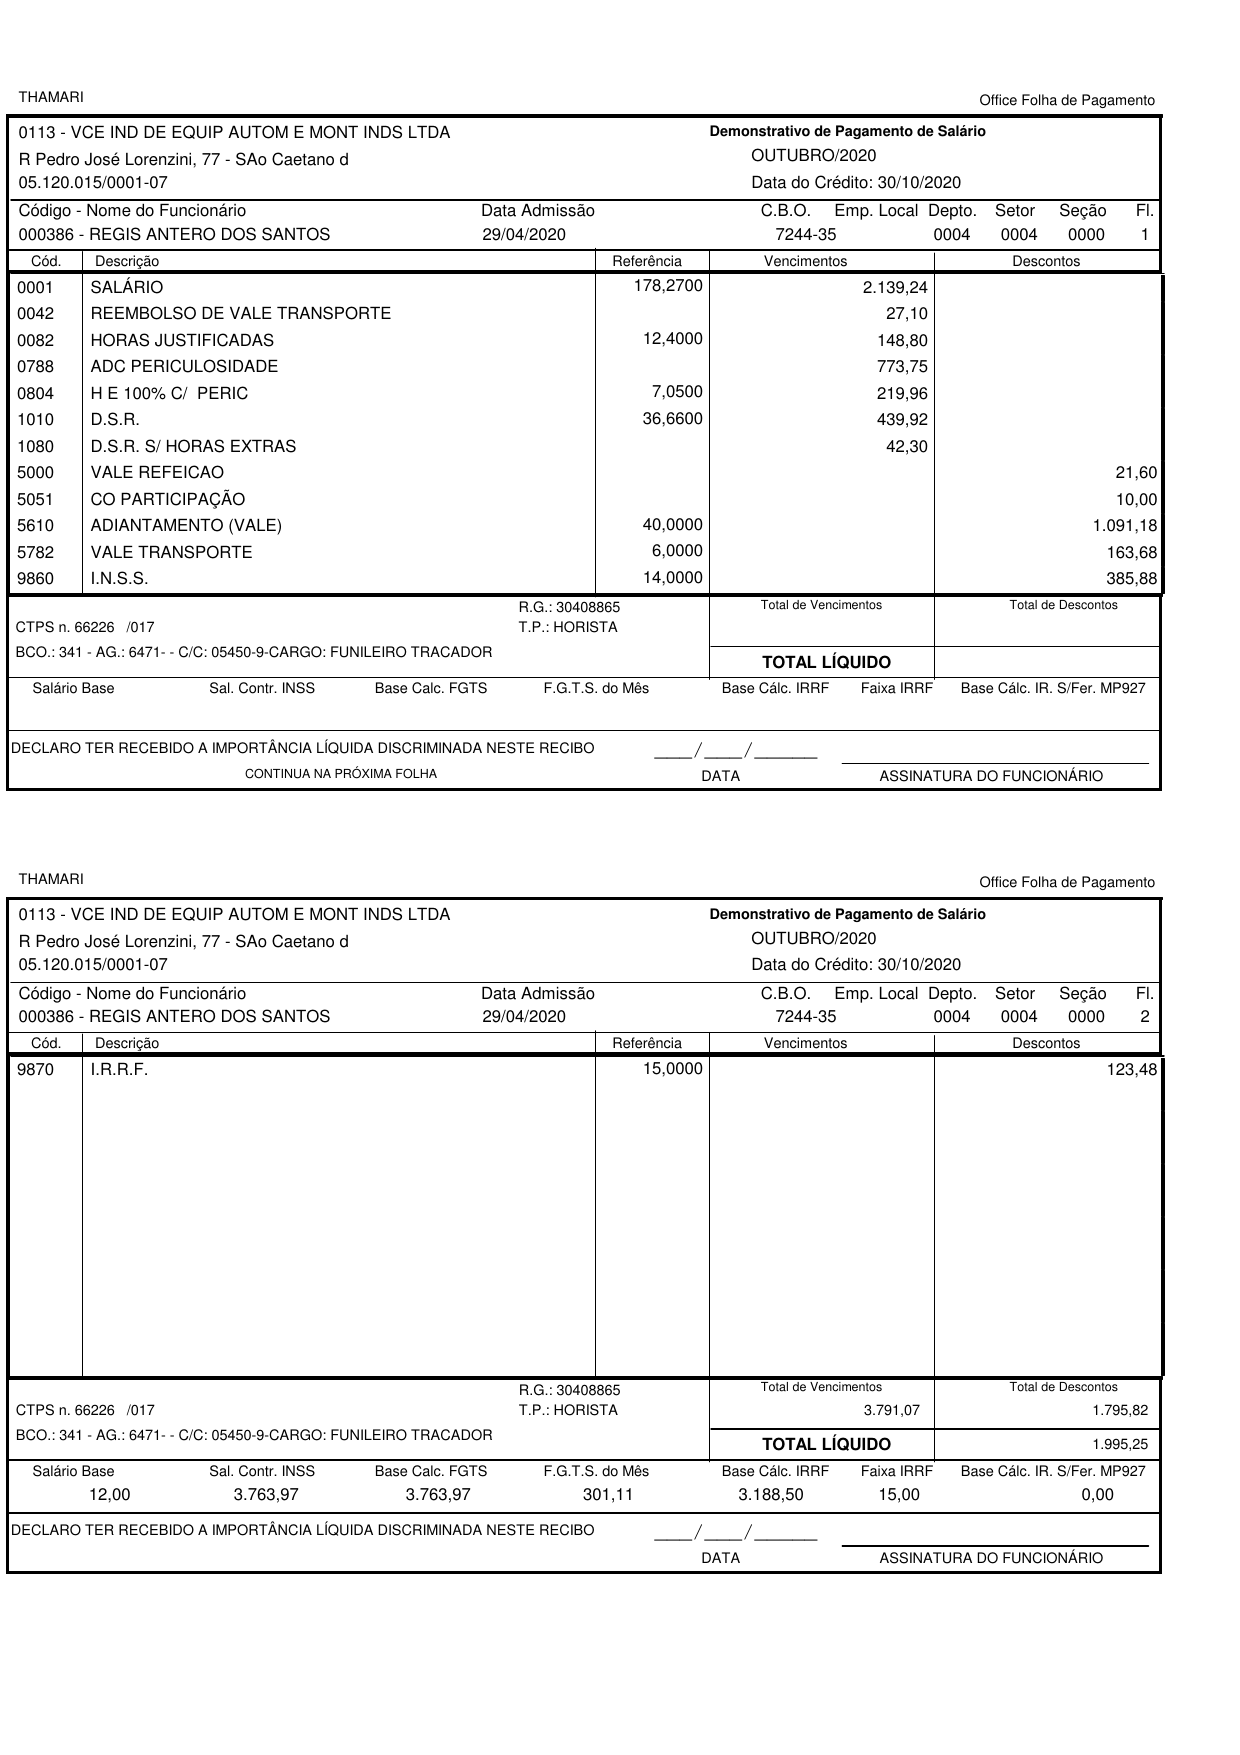 THAMARI Office Folha de Pagamento
0113 - VCE IND DE EQUIP AUTOM E MONT INDS LTDA Demonstrativo de Pagamento de Salário
R Pedro José Lorenzini, 77 - SAo Caetano d OUTUBRO/2020
05.120.015/0001-07 Data do Crédito: 30/10/2020
Código - Nome do Funcionário Data Admissão C.B.O. Emp. Local Depto. Setor Seção Fl.
000386 - REGIS ANTERO DOS SANTOS 29/04/2020 7244-35 0004 0004 0000 1
Cód. Descrição Referência Vencimentos Descontos
0001 SALÁRIO 178,2700 2.139,24
0042 REEMBOLSO DE VALE TRANSPORTE 27,10
0082 HORAS JUSTIFICADAS 12,4000 148,80
0788 ADC PERICULOSIDADE 773,75
0804 H E 100% C/ PERIC 7,0500 219,96
1010 D.S.R. 36,6600 439,92
1080 D.S.R. S/ HORAS EXTRAS 42,30
5000 VALE REFEICAO 21,60
5051 CO PARTICIPAÇÃO 10,00
5610 ADIANTAMENTO (VALE) 40,0000 1.091,18
5782 VALE TRANSPORTE 6,0000 163,68
9860 I.N.S.S. 14,0000 385,88
R.G.: 30408865 Total de Vencimentos Total de Descontos
CTPS n. 66226 /017 T.P.: HORISTA
BCO.: 341 - AG.: 6471- - C/C: 05450-9-CARGO: FUNILEIRO TRACADOR
TOTAL LÍQUIDO
Salário Base Sal. Contr. INSS Base Calc. FGTS F.G.T.S. do Mês Base Cálc. IRRF Faixa IRRF Base Cálc. IR. S/Fer. MP927
DECLARO TER RECEBIDO A IMPORTÂNCIA LÍQUIDA DISCRIMINADA NESTE RECIBO ____/____/_______
CONTINUA NA PRÓXIMA FOLHA DATA ASSINATURA DO FUNCIONÁRIO
THAMARI Office Folha de Pagamento
0113 - VCE IND DE EQUIP AUTOM E MONT INDS LTDA Demonstrativo de Pagamento de Salário
R Pedro José Lorenzini, 77 - SAo Caetano d OUTUBRO/2020
05.120.015/0001-07 Data do Crédito: 30/10/2020
Código - Nome do Funcionário Data Admissão C.B.O. Emp. Local Depto. Setor Seção Fl.
000386 - REGIS ANTERO DOS SANTOS 29/04/2020 7244-35 0004 0004 0000 2
Cód. Descrição Referência Vencimentos Descontos
9870 I.R.R.F. 15,0000 123,48
R.G.: 30408865 Total de Vencimentos Total de Descontos
CTPS n. 66226 /017 T.P.: HORISTA 3.791,07 1.795,82
BCO.: 341 - AG.: 6471- - C/C: 05450-9-CARGO: FUNILEIRO TRACADOR
TOTAL LÍQUIDO 1.995,25
Salário Base Sal. Contr. INSS Base Calc. FGTS F.G.T.S. do Mês Base Cálc. IRRF Faixa IRRF Base Cálc. IR. S/Fer. MP927
12,00 3.763,97 3.763,97 301,11 3.188,50 15,00 0,00
DECLARO TER RECEBIDO A IMPORTÂNCIA LÍQUIDA DISCRIMINADA NESTE RECIBO ____/____/_______
DATA ASSINATURA DO FUNCIONÁRIO